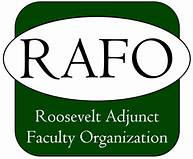 RAFO
Roosevelt Adjunct
Faculty Organization